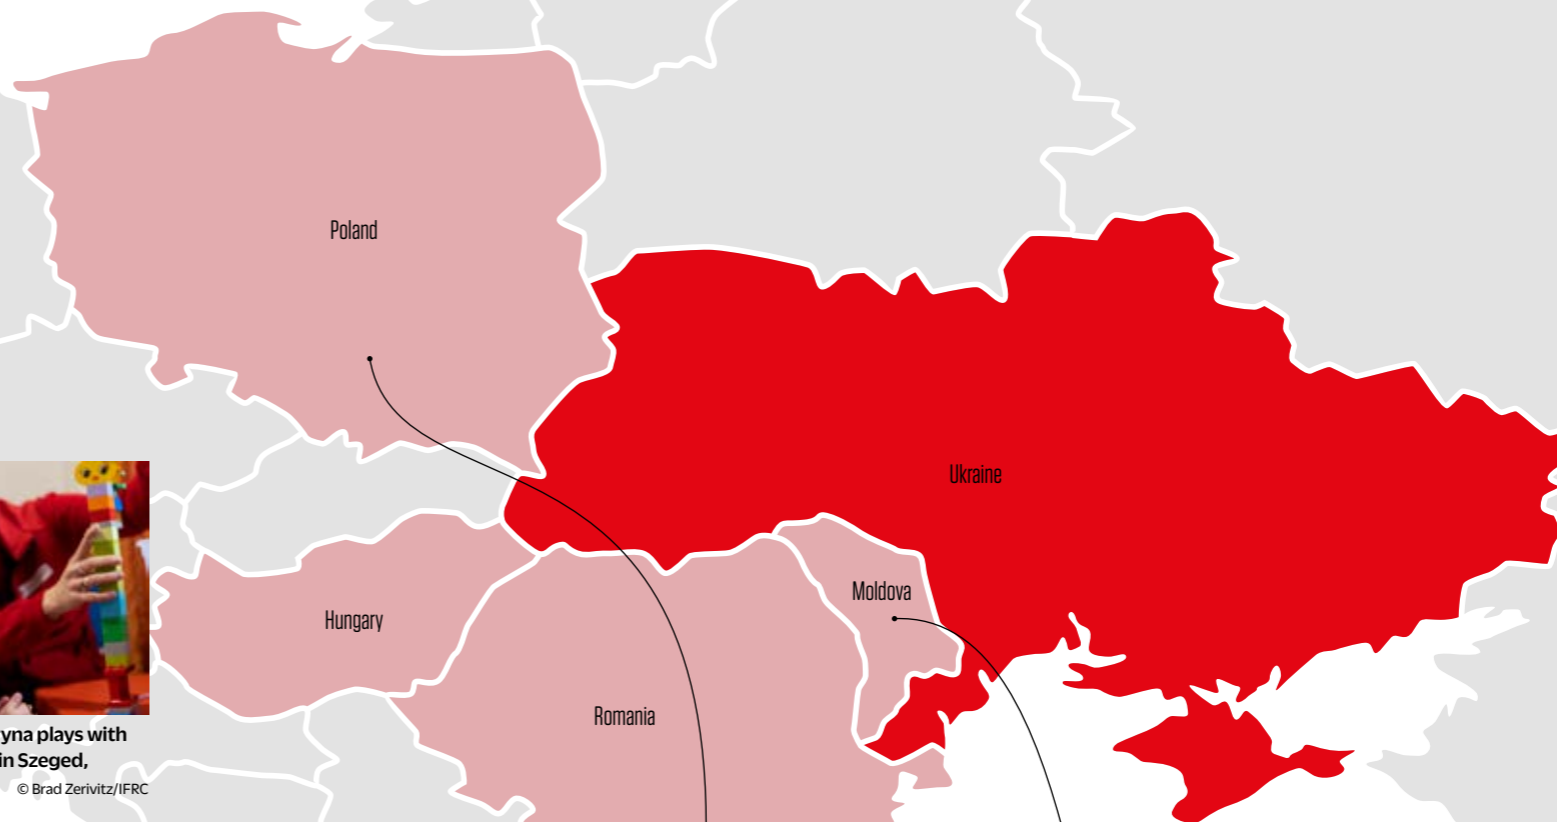 Poland
Ukraine
Moldova
Hungary
Romania
yna plays with
in Szeged,
© Brad Zerivitz/IFRC